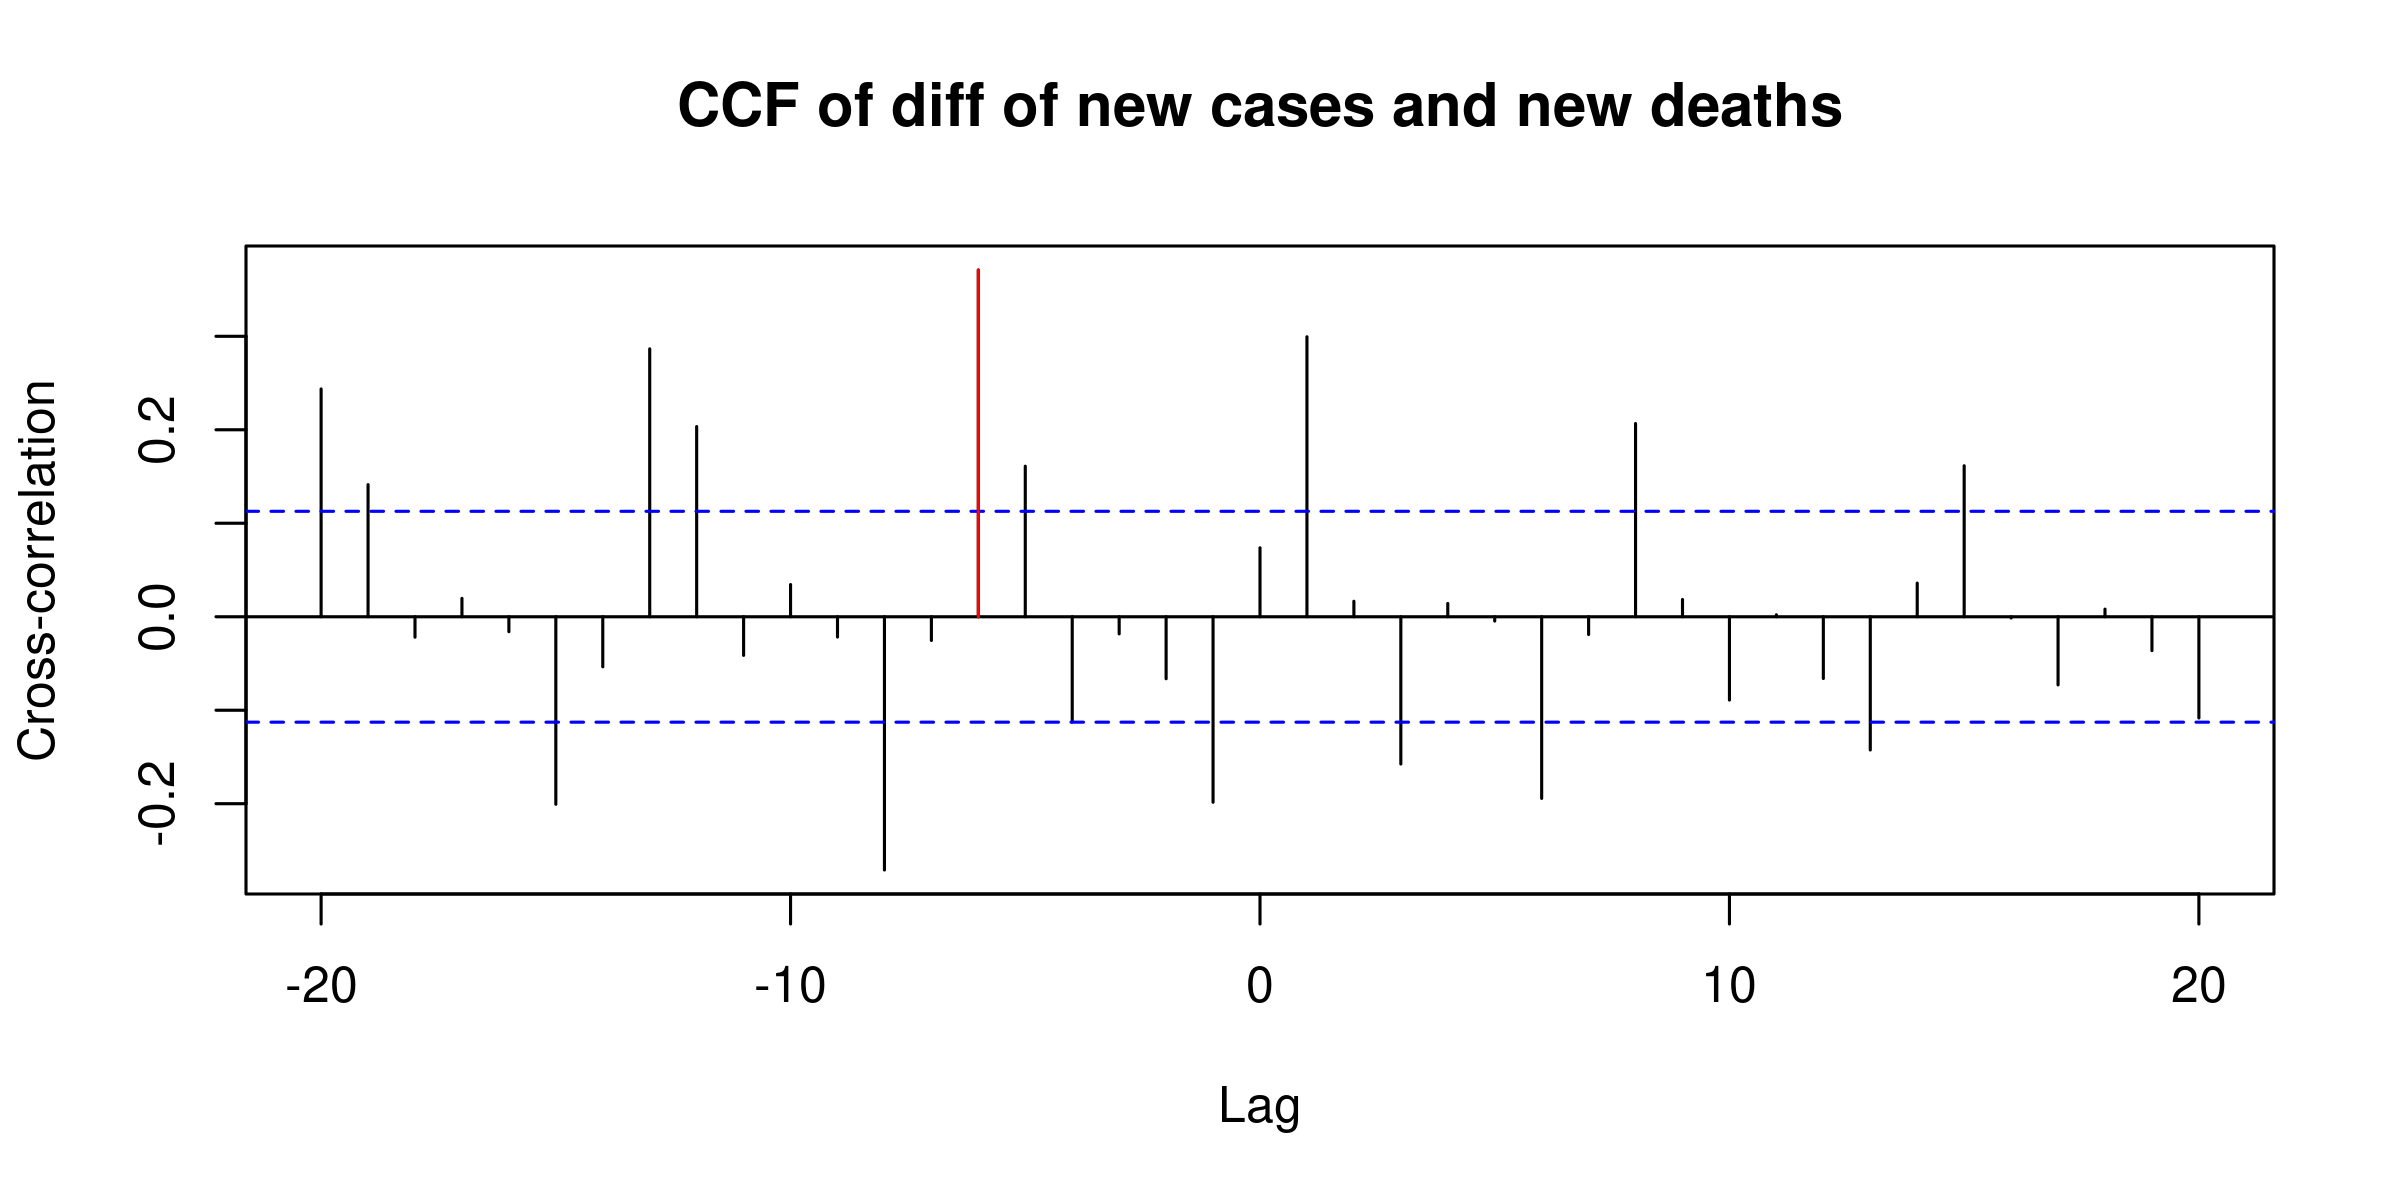 CCF of diff of new cases and new deaths
Cross-correlation
0.2
0.0
-0.2
-20 -10 0 10 20
Lag